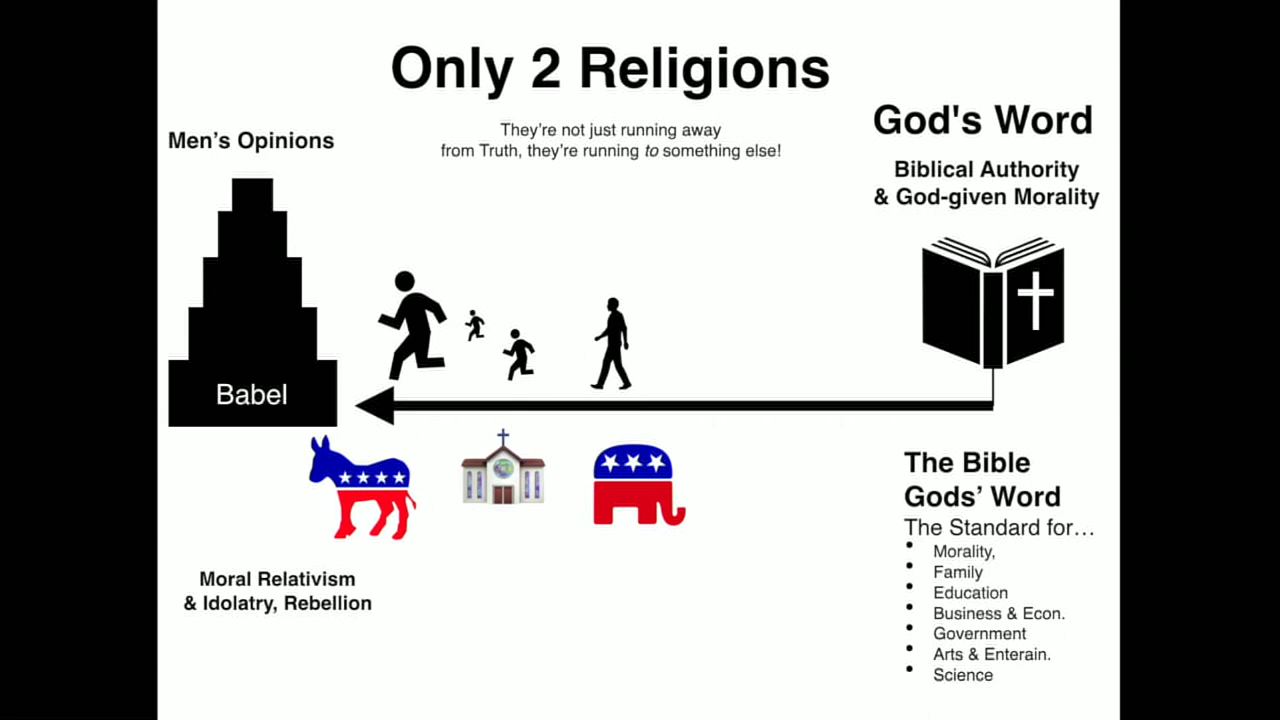 Only 2 Religions
They're not just running away
from Truth, they're running to something else!
Men's Opinions
God's Word
Biblical Authority
& God-given Morality
Babel
Moral Relativism
& Idolatry, Rebellion
The Bible
Gods' Word
The Standard for…
• Morality,
• Family
• Education
• Business & Econ.
• Government
• Arts & Enterain.
• Science